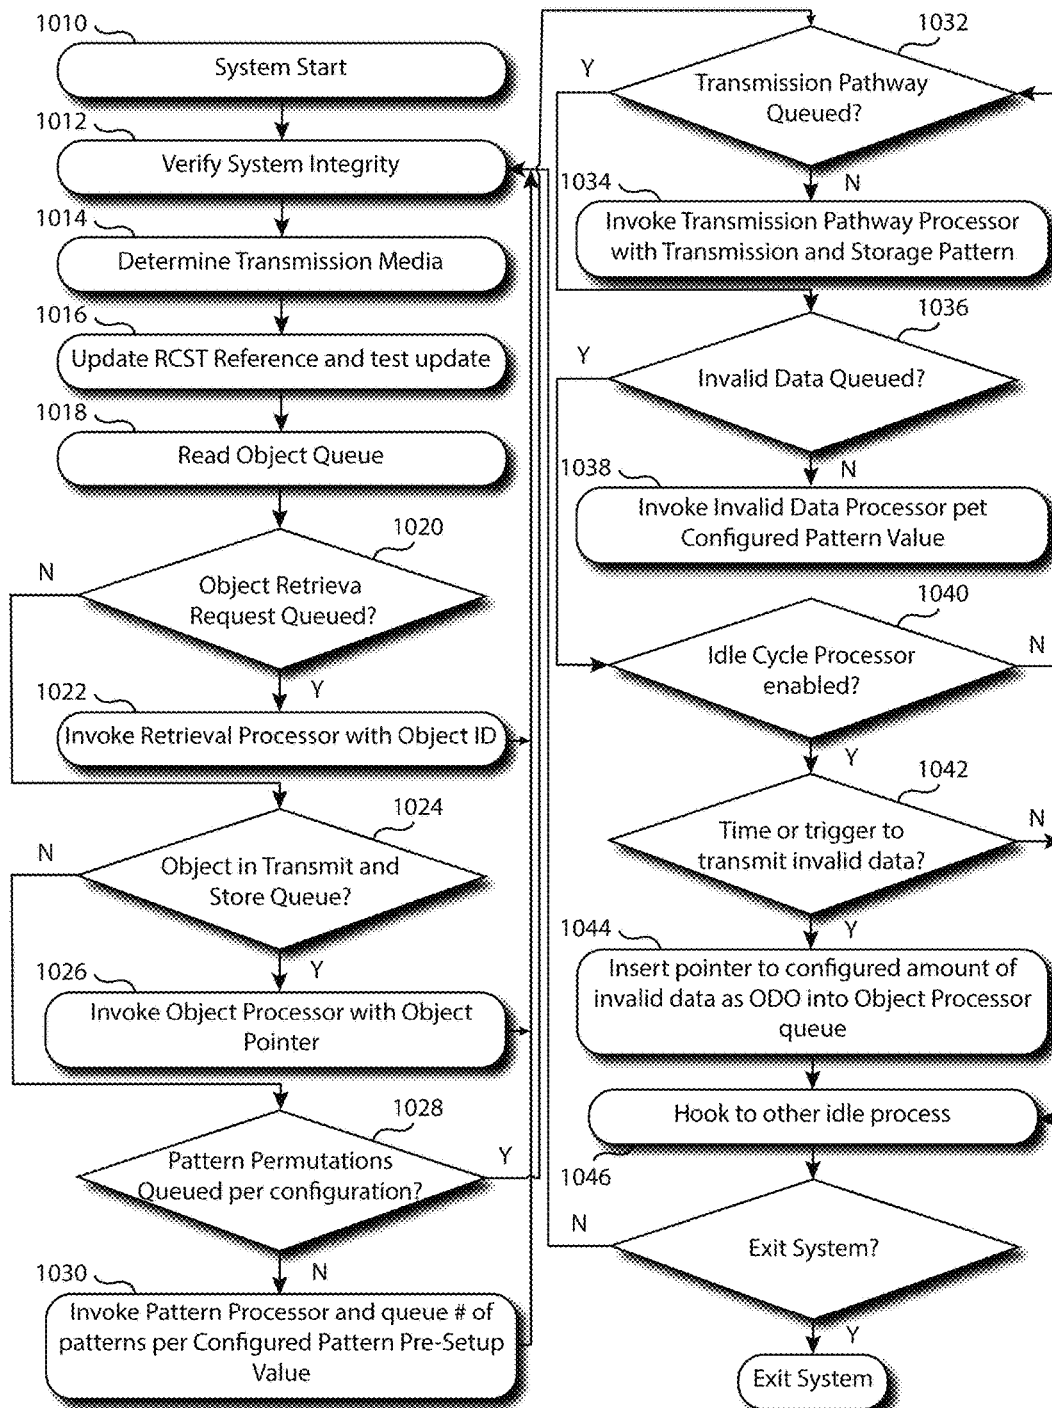 1010
System Start
1012
Verify System Integrity
1014
Determine Transmission Media
1016
Update RCST Reference and test update
1018
Read Object Queue
1020
N
Object Retrieva
Request Queued?
Y
1022
Invoke Retrieval Processor with Object ID
1024
N
Object in Transmit and
Store Queue?
Y
1026
Invoke Object Processor with Object
Pointer
1028
Pattern Permutations
Queued per configuration?
Y
N
1030
Invoke Pattern Processor and queue # of
patterns per Configured Pattern Pre-Setup
Value
1032
Y
Transmission Pathway
Queued?
N
1034
Invoke Transmission Pathway Processor
with Transmission and Storage Pattern
1036
Y
Invalid Data Queued?
N
1038
Invoke Invalid Data Processor pet
Configured Pattern Value
1040
Idle Cycle Processor
enabled?
N
Y
1042
Time or trigger to
transmit invalid data?
N
Y
1044
Insert pointer to configured amount of
invalid data as ODO into Object Processor
queue
Hook to other idle process
1046
N
Exit System?
Y
Exit System